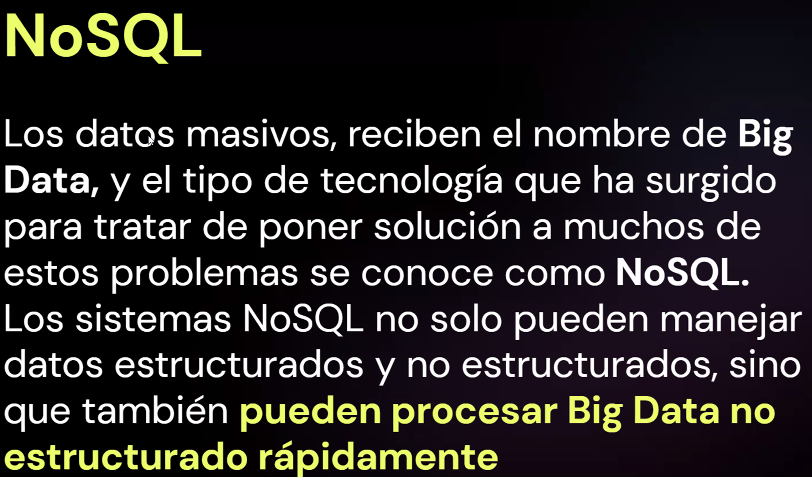 NoSQL
Los datos masivos, reciben el nombre de Big
Data, y el tipo de tecnología que ha surgido
para tratar de poner solución a muchos de
estos problemas se conoce como NoSQL.
Los sistemas NoSQL no solo pueden manejar
datos estructurados y no estructurados, sino
que también pueden procesar Big Data no
estructurado rápidamente